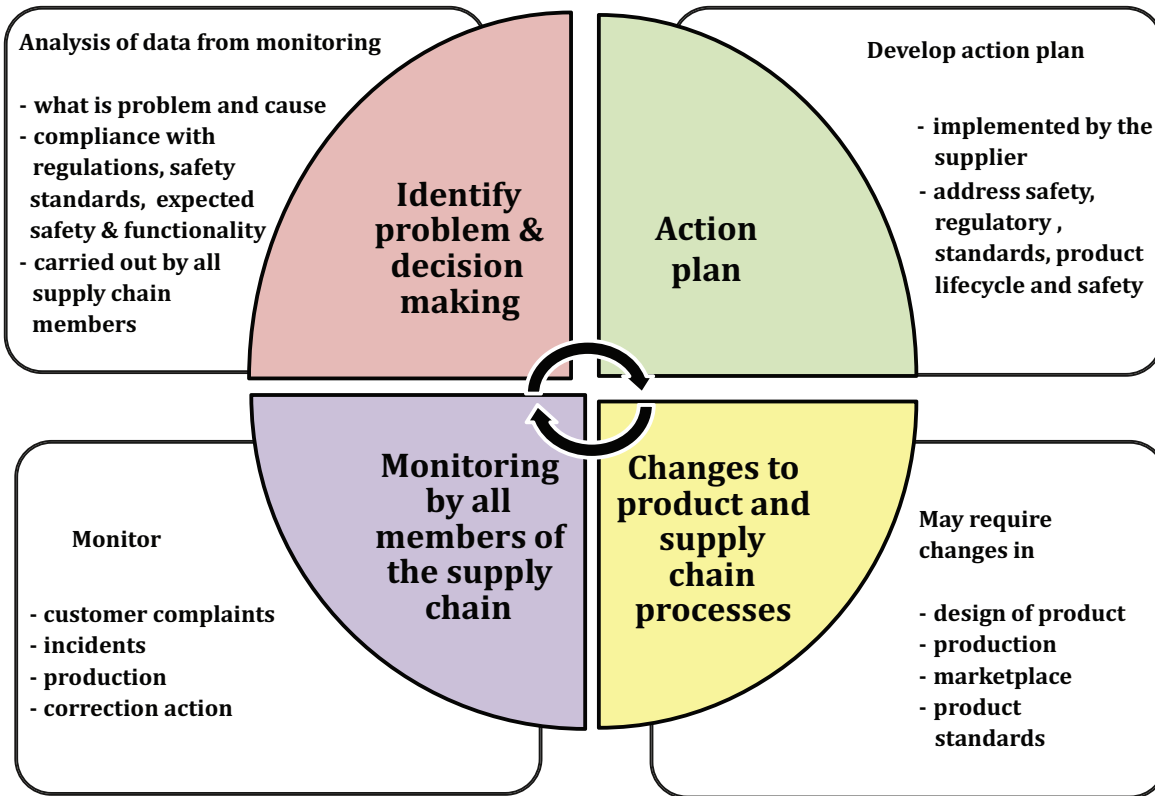 Analysis of data from monitoring
- what is problem and cause
- compliance with
regulations, safety
standards, expected
safety & functionality
- carried out by all
supply chain
members
Identify
problem &
decision
making
Action
plan
Develop action plan
- implemented by the
supplier
- address safety,
regulatory ,
standards, product
lifecycle and safety
Monitor
- customer complaints
- incidents
- production
- correction action
Monitoring
by all
members of
the supply
chain
Changes to
product and
supply
chain
processes
May require
changes in
- design of product
- production
- marketplace
- product
standards